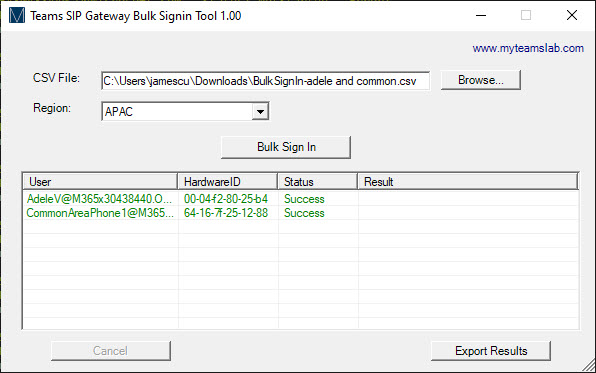 Teams SIP Gateway Bulk Signin Tool 1.00
www.myteamslab.com
CSV File: C:\Users\jamescu\Downloads\BulkSignIn-adele and common.csv Browse...
Region: APAC
Bulk Sign In
User HardwareID Status Result
AdeleV@M365x30438440.O... 00-04-f2-80-25-b4 Success
CommonAreaPhone1@M365... 64-16-7f-25-12-88 Success
Cancel Export Results